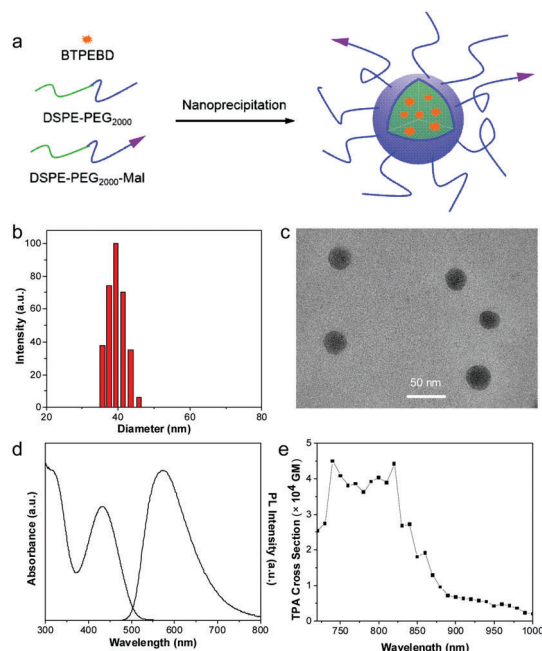 a
BTPEBD
DSPE-PEG2000
DSPE-PEG2000-Mal
Nanoprecipitation
b
Intensity (a.u.)
100
80
60
40
20
0
20 40 60 80
Diameter (nm)
c
50 nm
d
Absorbance (a.u.)
PL Intensity (a.u.)
300 400 500 600 700 800
Wavelength (nm)
e
TPA Cross Section (× 10^4 GM)
5
4
3
2
1
0
750 800 850 900 950 1000
Wavelength (nm)